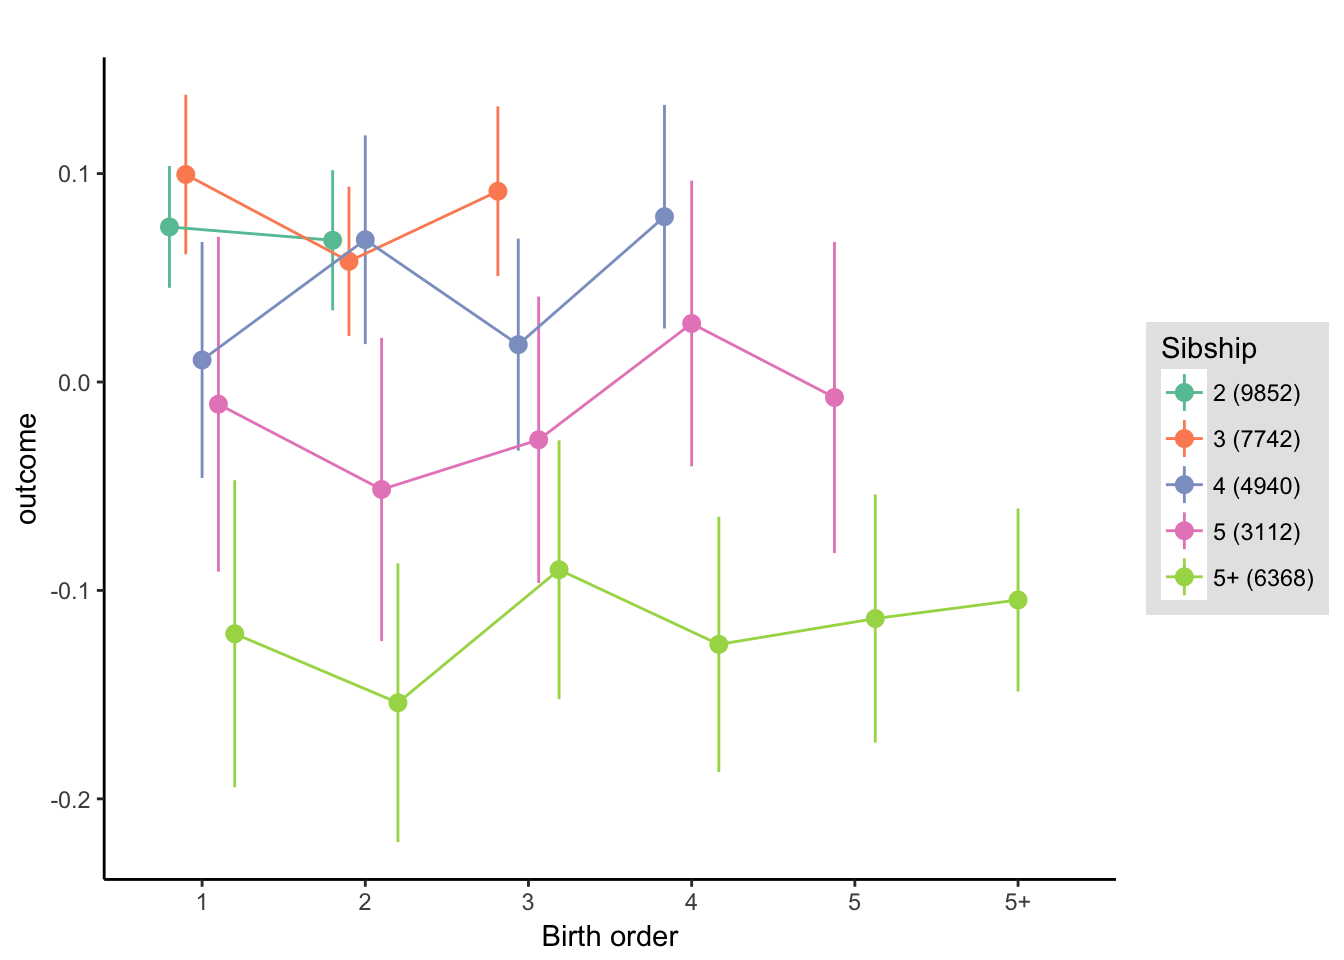 0.1
0.0
-0.1
-0.2
outcome
1 2 3 4 5 5+
Birth order
Sibship
2 (9852)
3 (7742)
4 (4940)
5 (3112)
5+ (6368)